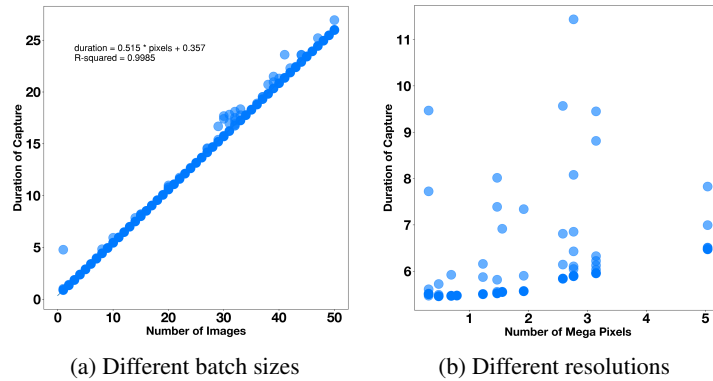 duration = 0.515 * pixels + 0.357
R-squared = 0.9985
Duration of Capture
25
20
15
10
5
0
0
10
20
30
40
50
Number of Images
(a) Different batch sizes
Duration of Capture
11
10
9
8
7
6
1
2
3
4
5
Number of Mega Pixels
(b) Different resolutions